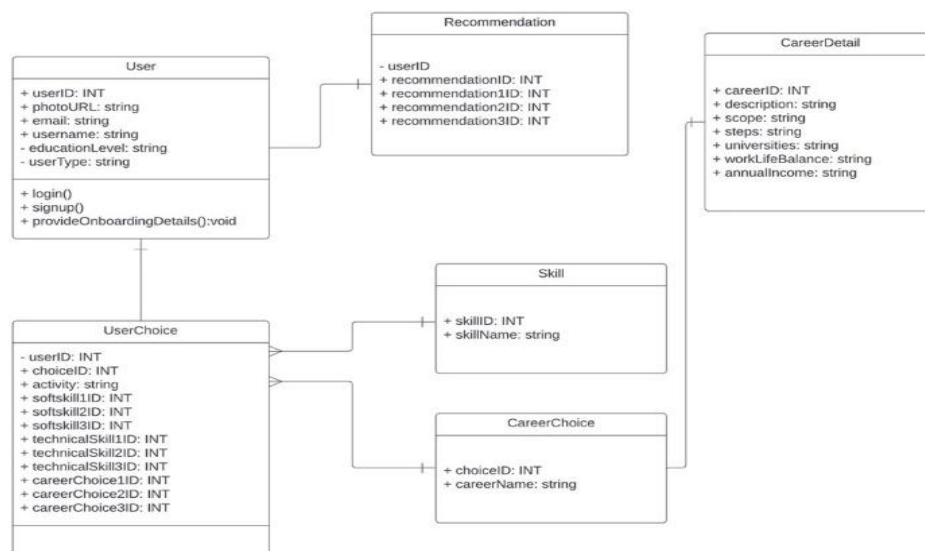 User
+ userID: INT
+ photoURL: string
+ email: string
+ username: string
- educationLevel: string
- userType: string
+ login()
+ signup()
+ provideOnboardingDetails():void
Recommendation
- userID
+ recommendationID: INT
+ recommendation1ID: INT
+ recommendation2ID: INT
+ recommendation3ID: INT
CareerDetail
+ careerID: INT
+ description: string
+ scope: string
+ steps: string
+ universities: string
+ workLifeBalance: string
+ annualIncome: string
UserChoice
- userID: INT
+ choiceID: INT
+ activity: string
+ softskill1ID: INT
+ softskill2ID: INT
+ softskill3ID: INT
+ technicalSkill1ID: INT
+ technicalSkill2ID: INT
+ technicalSkill3ID: INT
+ careerChoice1ID: INT
+ careerChoice2ID: INT
+ careerChoice3ID: INT
Skill
+ skillID: INT
+ skillName: string
CareerChoice
+ choiceID: INT
+ careerName: string